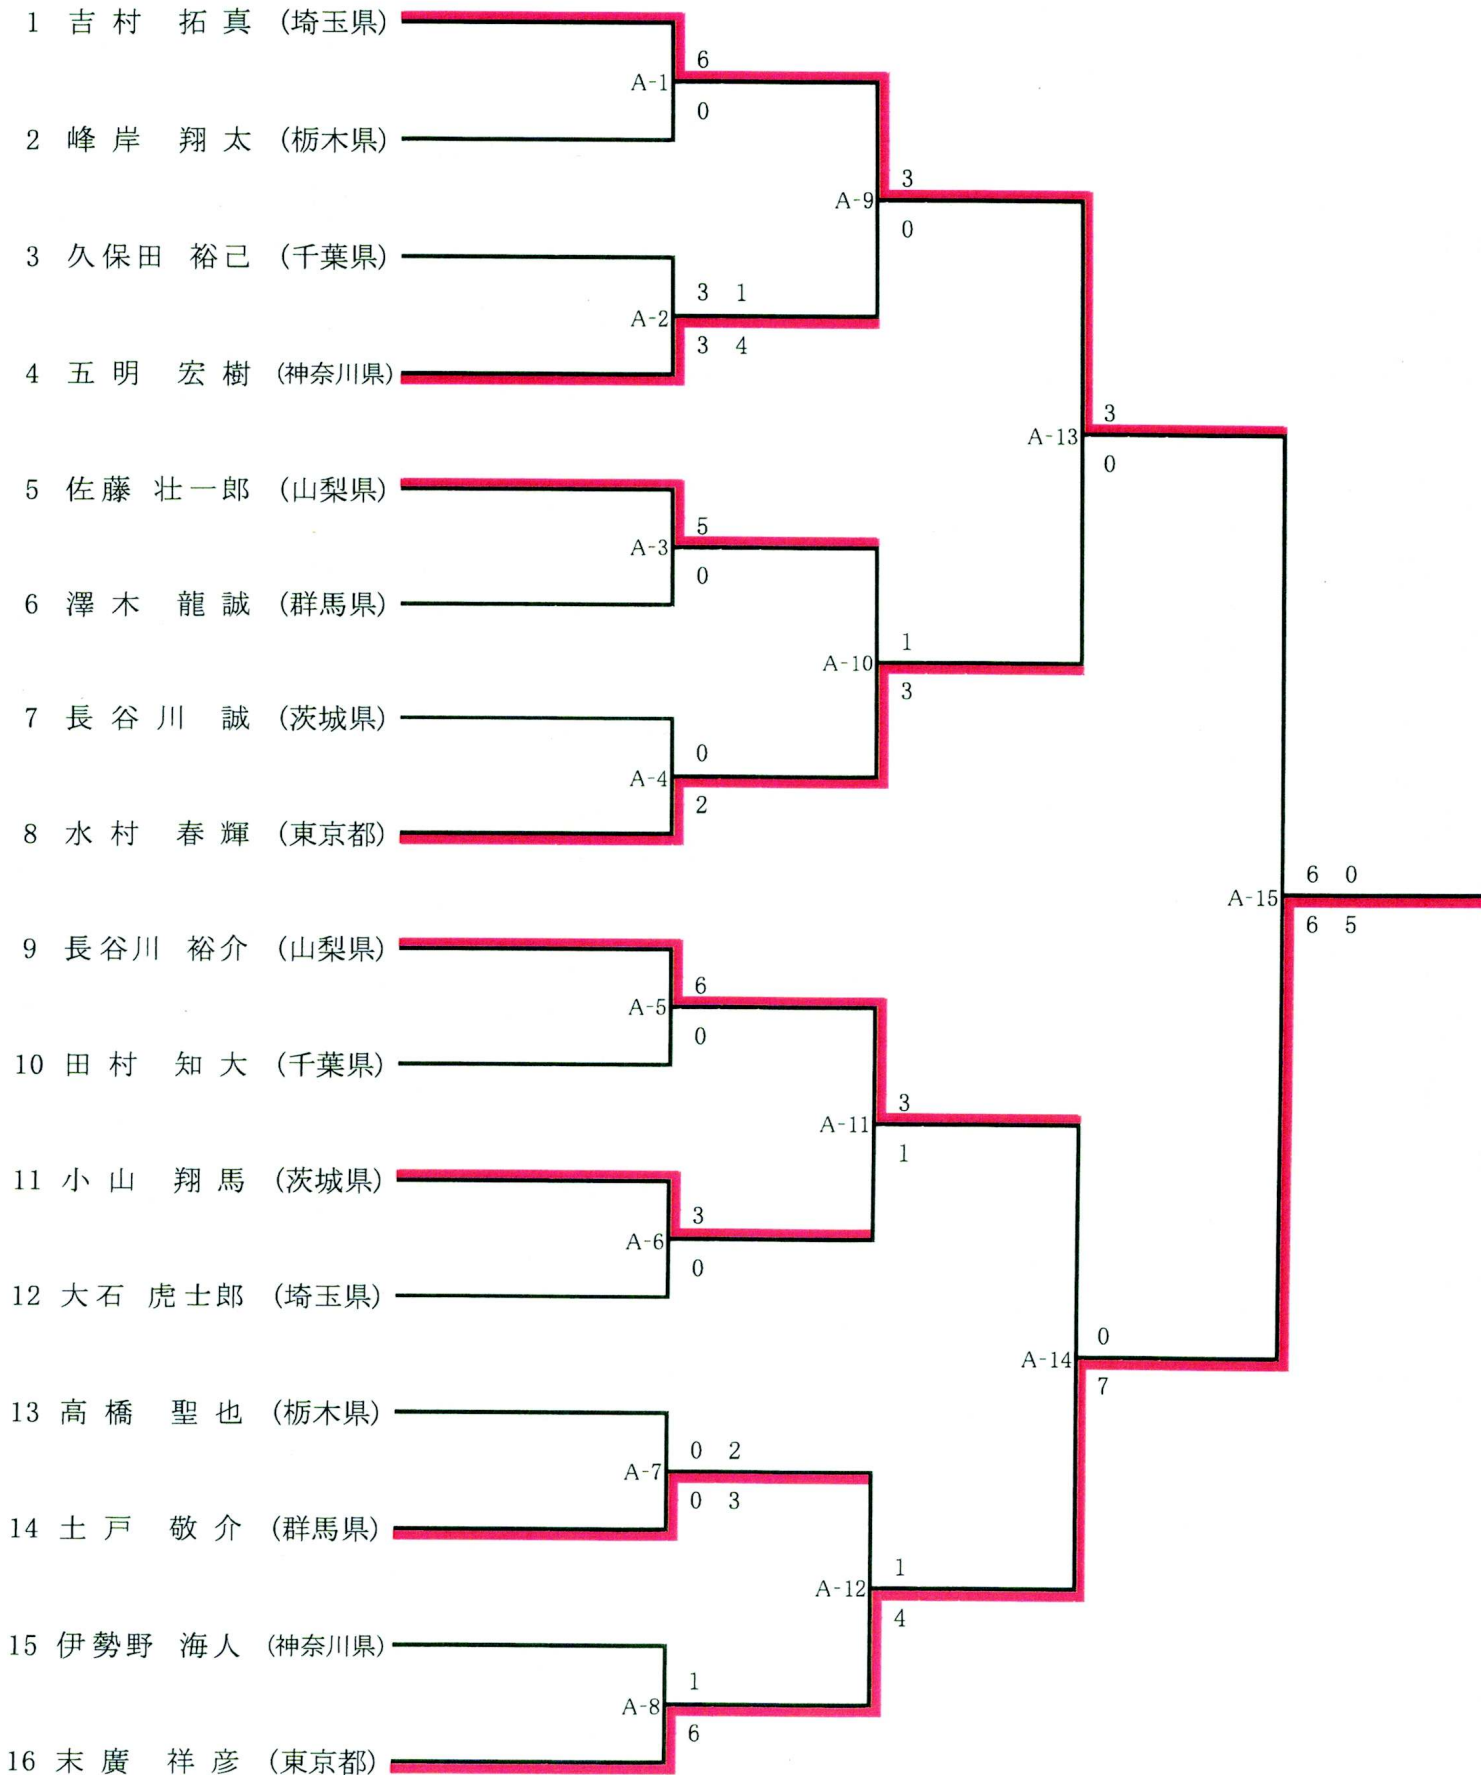 1 吉村 拓真 (埼玉県)
6
A-1
0
2 峰岸 翔太 (栃木県)
3
A-9
0
3 久保田 裕己 (千葉県)
3 1
A-2
3 4
4 五明 宏樹 (神奈川県)
3
A-13
0
5 佐藤 壮一郎 (山梨県)
5
A-3
0
6 澤木 龍誠 (群馬県)
1
A-10
3
7 長谷川 誠 (茨城県)
0
A-4
2
8 水村 春輝 (東京都)
6 0
A-15
6 5
9 長谷川 裕介 (山梨県)
6
A-5
0
10 田村 知大 (千葉県)
3
A-11
1
11 小山 翔馬 (茨城県)
3
A-6
0
12 大石 虎士郎 (埼玉県)
0
A-14
7
13 高橋 聖也 (栃木県)
0 2
A-7
0 3
14 土戸 敬介 (群馬県)
1
A-12
4
15 伊勢野 海人 (神奈川県)
1
A-8
6
16 末廣 祥彦 (東京都)